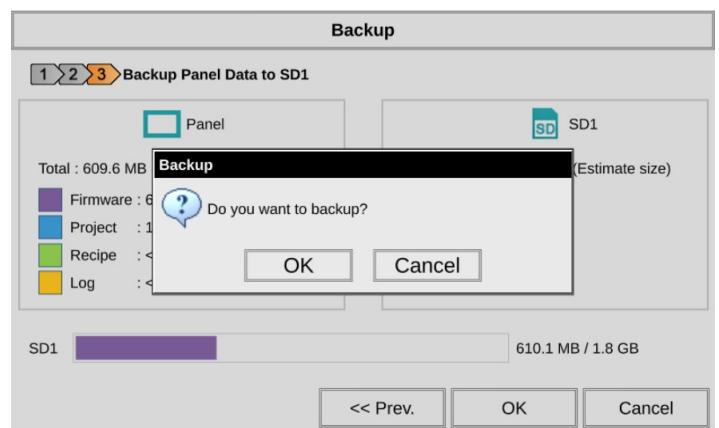 Backup
1 2 3 Backup Panel Data to SD1
Panel
SD SD1
Total : 609.6 MB
(Estimate size)
Firmware : 6
Project : 1
Recipe : <
Log : <
Backup
? Do you want to backup?
OK Cancel
SD1 610.1 MB / 1.8 GB
<< Prev. OK Cancel